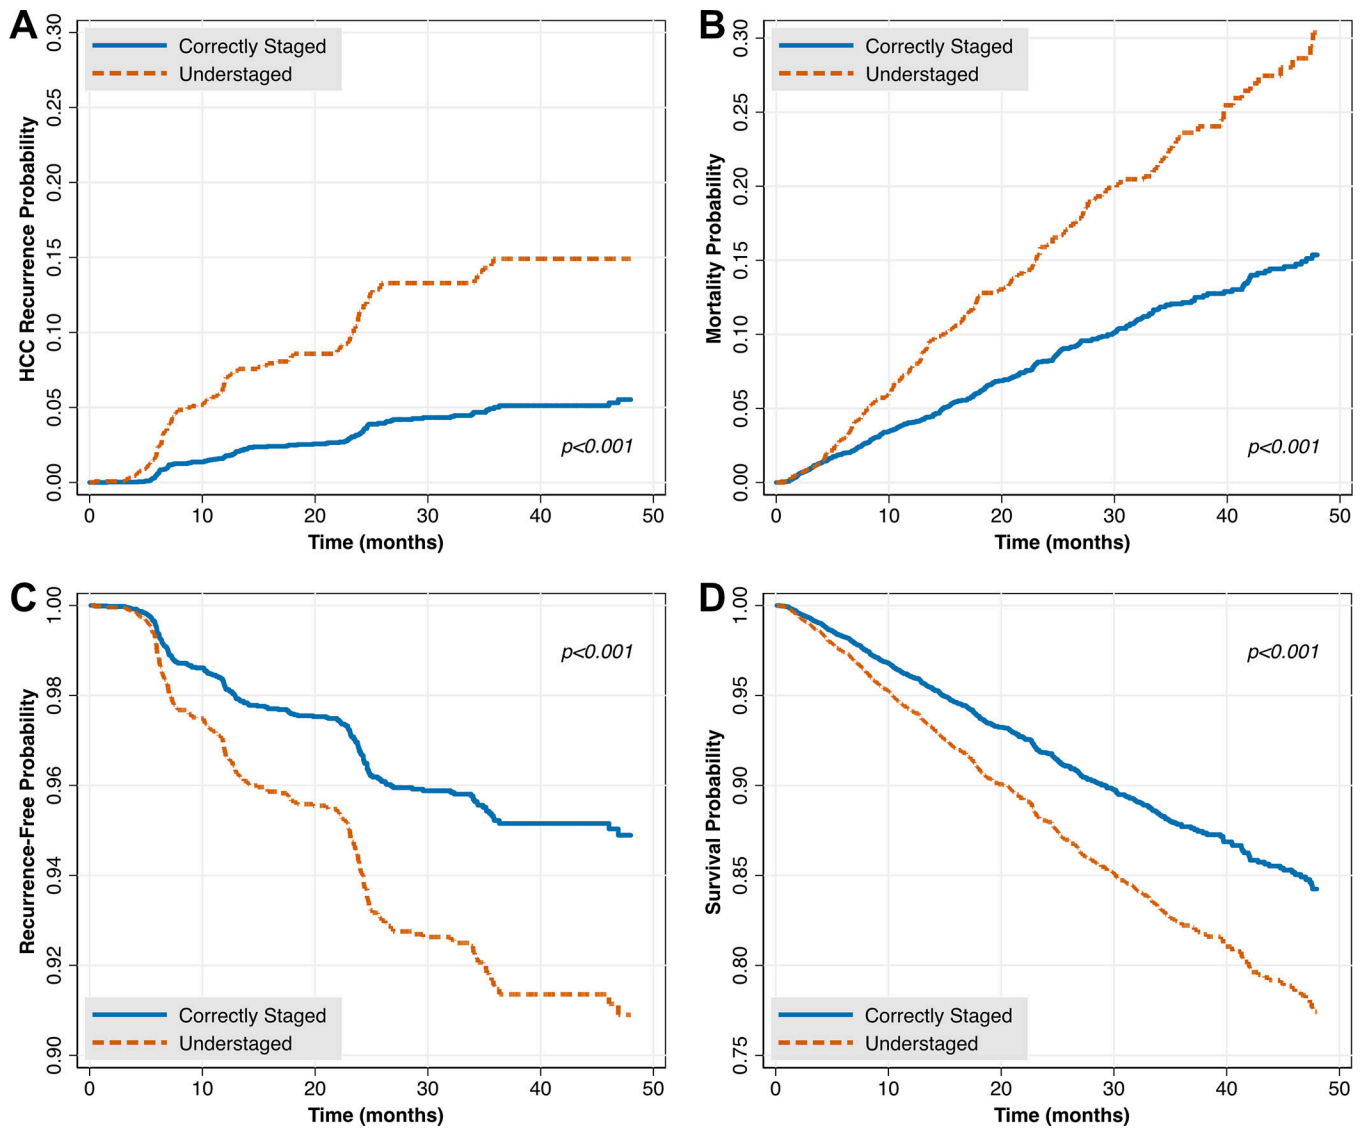 A
Correctly Staged
Understaged
HCC Recurrence Probability
0.30
0.25
0.20
0.15
0.10
0.05
0.00
p<0.001
0 10 20 30 40 50
Time (months)
B
Correctly Staged
Understaged
Mortality Probability
0.30
0.25
0.20
0.15
0.10
0.05
0.00
p<0.001
0 10 20 30 40 50
Time (months)
C
Recurrence-Free Probability
1.00
0.98
0.96
0.94
0.92
0.90
p<0.001
Correctly Staged
Understaged
0 10 20 30 40 50
Time (months)
D
Survival Probability
1.00
0.95
0.90
0.85
0.80
0.75
p<0.001
Correctly Staged
Understaged
0 10 20 30 40 50
Time (months)